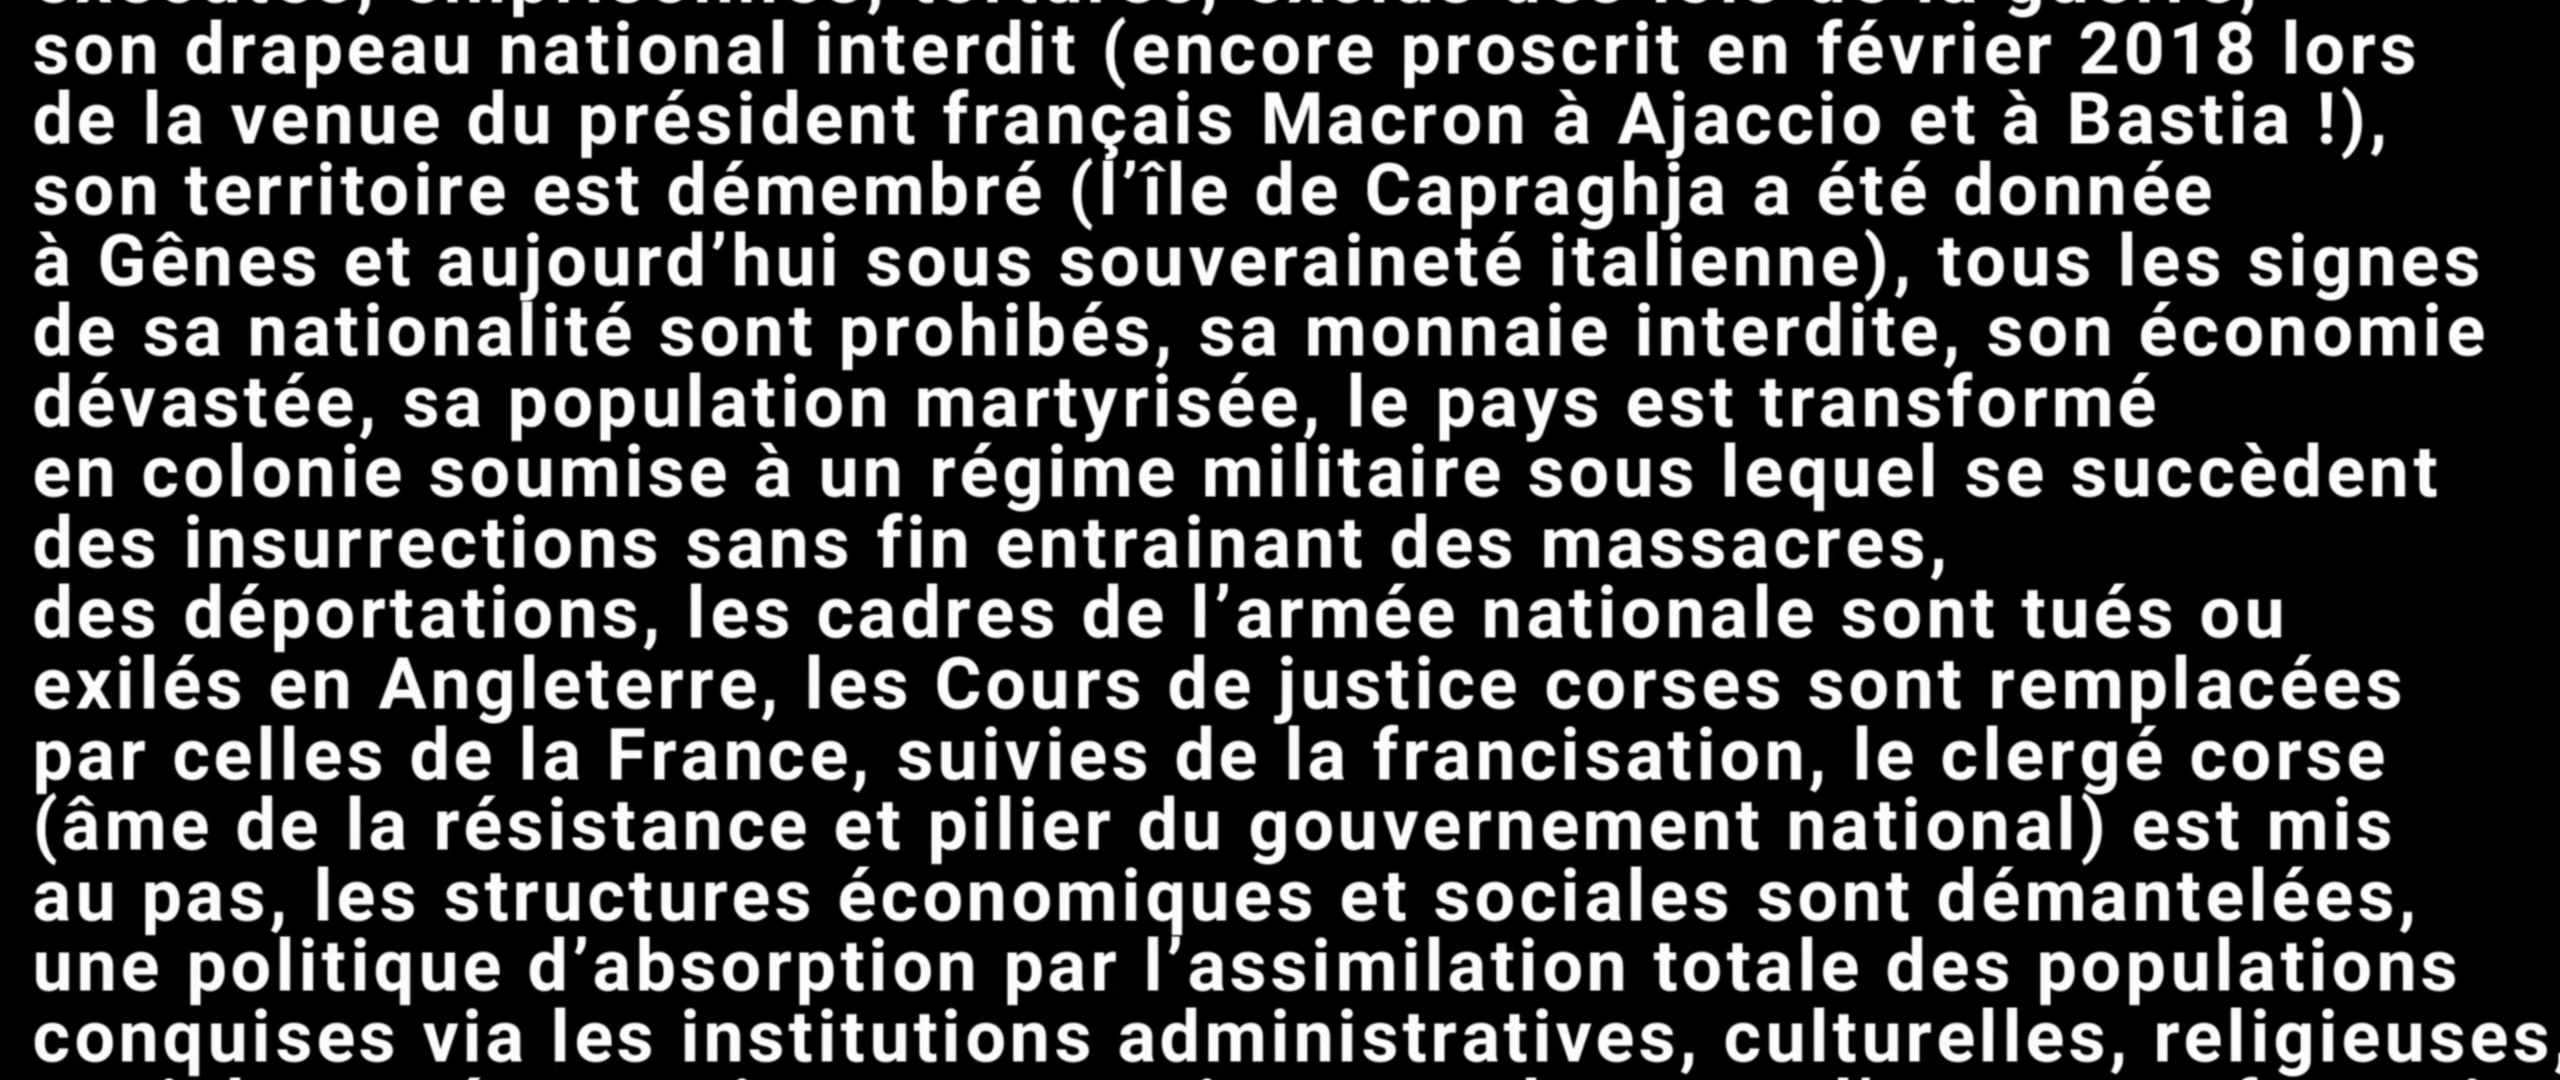 son drapeau national interdit (encore proscrit en février 2018 lors
de la venue du président français Macron à Ajaccio et à Bastia !),
son territoire est démembré (l’île de Capraghja a été donnée
à Gênes et aujourd’hui sous souveraineté italienne), tous les signes
de sa nationalité sont prohibés, sa monnaie interdite, son économie
dévastée, sa population martyrisée, le pays est transformé
en colonie soumise à un régime militaire sous lequel se succèdent
des insurrections sans fin entrainant des massacres,
des déportations, les cadres de l’armée nationale sont tués ou
exilés en Angleterre, les Cours de justice corses sont remplacées
par celles de la France, suivies de la francisation, le clergé corse
(âme de la résistance et pilier du gouvernement national) est mis
au pas, les structures économiques et sociales sont démantelées,
une politique d’absorption par l’assimilation totale des populations
conquises via les institutions administratives, culturelles, religieuses,